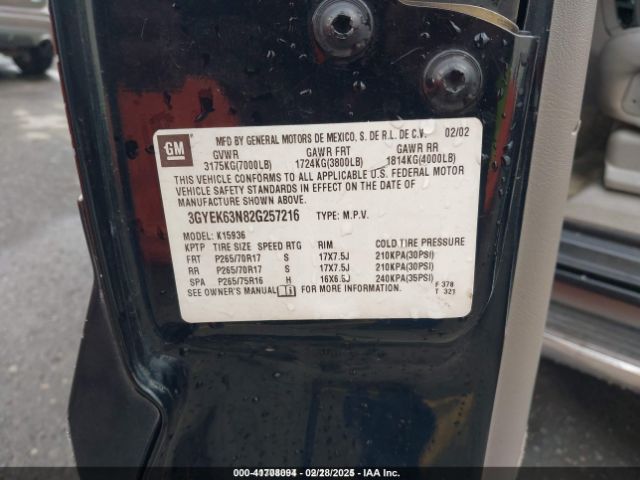 GM
MFD BY GENERAL MOTORS DE MEXICO, S. DE R.L. DE C.V. 02/02
GVWR GAWR FRT GAWR RR
3175KG(7000LB) 1724KG(3800LB) 1814KG(4000LB)
THIS VEHICLE CONFORMS TO ALL APPLICABLE U.S. FEDERAL MOTOR
VEHICLE SAFETY STANDARDS IN EFFECT ON THE DATE OF
MANUFACTURE SHOWN ABOVE.
3GYEK63N82G257216 TYPE: M.P.V.
MODEL: K15936
KPTP TIRE SIZE SPEED RTG RIM COLD TIRE PRESSURE
FRT P265/70R17 S 17X7.5J 210KPA(30PSI)
RR P265/70R17 S 17X7.5J 210KPA(30PSI)
SPA P265/75R16 H 16X6.5J 240KPA(35PSI)
SEE OWNER'S MANUAL FOR MORE INFORMATION.
F 378
T 321
02/28/2025 - IAA Inc.